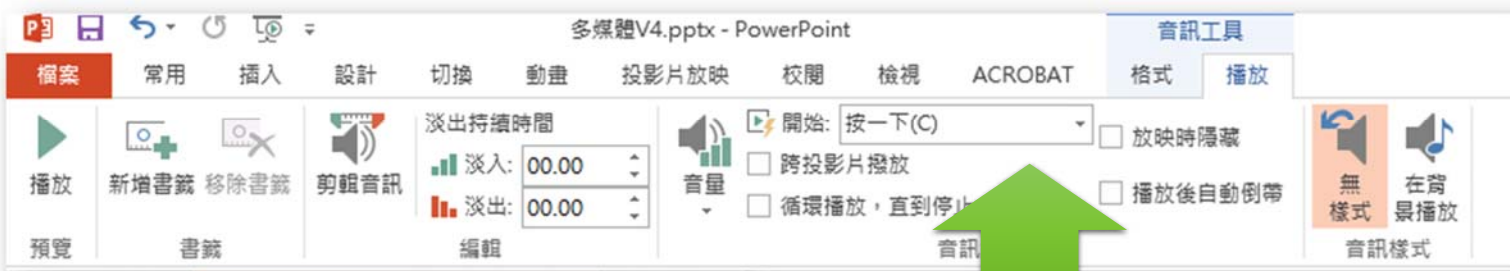 多媒體V4.pptx - PowerPoint
音訊工具
檔案 常用 插入 設計 切換 動畫 投影片放映 校閱 檢視 ACROBAT 格式 播放
播放
新增書籤 移除書籤
剪輯音訊
淡出持續時間
淡入: 00.00
淡出: 00.00
音量
開始: 按一下(C)
跨投影片撥放
循環播放，直到停
放映時隱藏
播放後自動倒帶
無
樣式
在背
景播放
預覽 書籤 編輯 音訊 音訊樣式